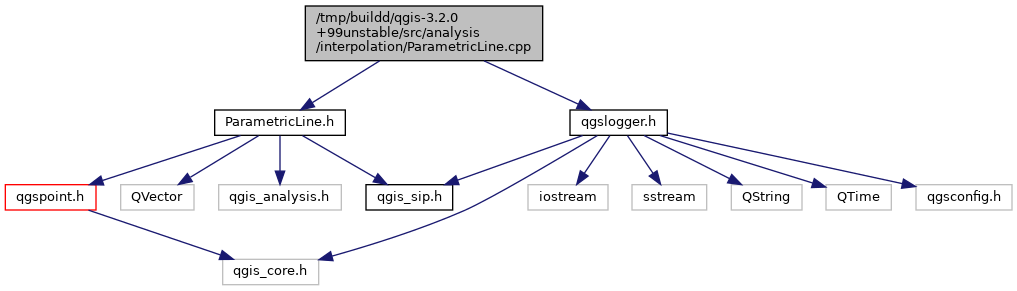 /tmp/buildd/qgis-3.2.0
+99unstable/src/analysis
/interpolation/ParametricLine.cpp
ParametricLine.h
qgslogger.h
qgspoint.h
QVector
qgis_analysis.h
qgis_sip.h
iostream
sstream
QString
QTime
qgsconfig.h
qgis_core.h